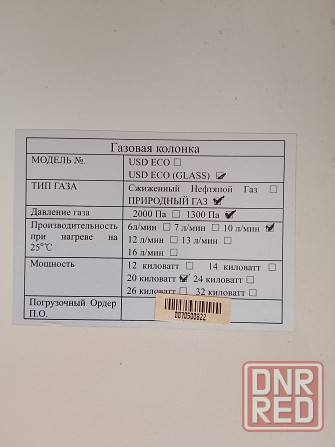 Газовая колонка
МОДЕЛЬ №. USD ECO ☐
USD ECO (GLASS) ☑
ТИП ГАЗА Сжиженный Нефтяной Газ ☐
ПРИРОДНЫЙ ГАЗ ☑
Давление газа 2000 Па ☐ 1300 Па ☑
Производительность при нагреве на 25°C 6л/мин ☐ 7 л/мин ☐ 10 л/мин ☑
12 л/мин ☐ 13 л/мин ☐
16 л/мин ☐
Мощность 12 киловатт ☐ 14 киловатт ☐
20 киловатт ☑ 24 киловатт ☐
26 киловатт ☐ 32 киловатт ☐
Погрузочный Ордер П.О.
0070500822
DNR
RED